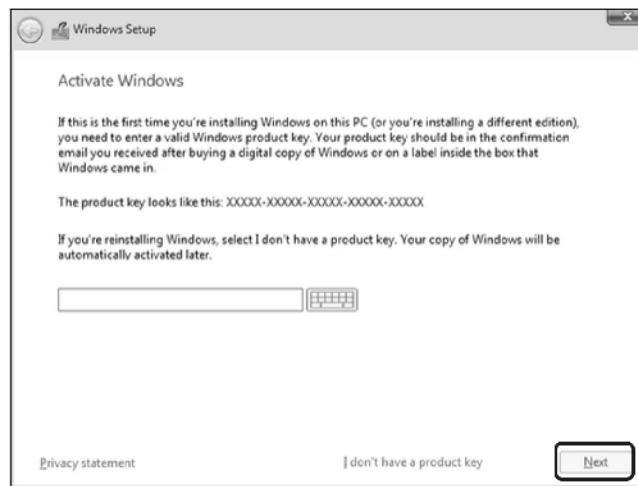 Windows Setup
Activate Windows
If this is the first time you're installing Windows on this PC (or you're installing a different edition),
you need to enter a valid Windows product key. Your product key should be in the confirmation
email you received after buying a digital copy of Windows or on a label inside the box that
Windows came in.
The product key looks like this: XXXXX-XXXXX-XXXXX-XXXXX-XXXXX
If you're reinstalling Windows, select I don't have a product key. Your copy of Windows will be
automatically activated later.
Privacy statement I don't have a product key Next